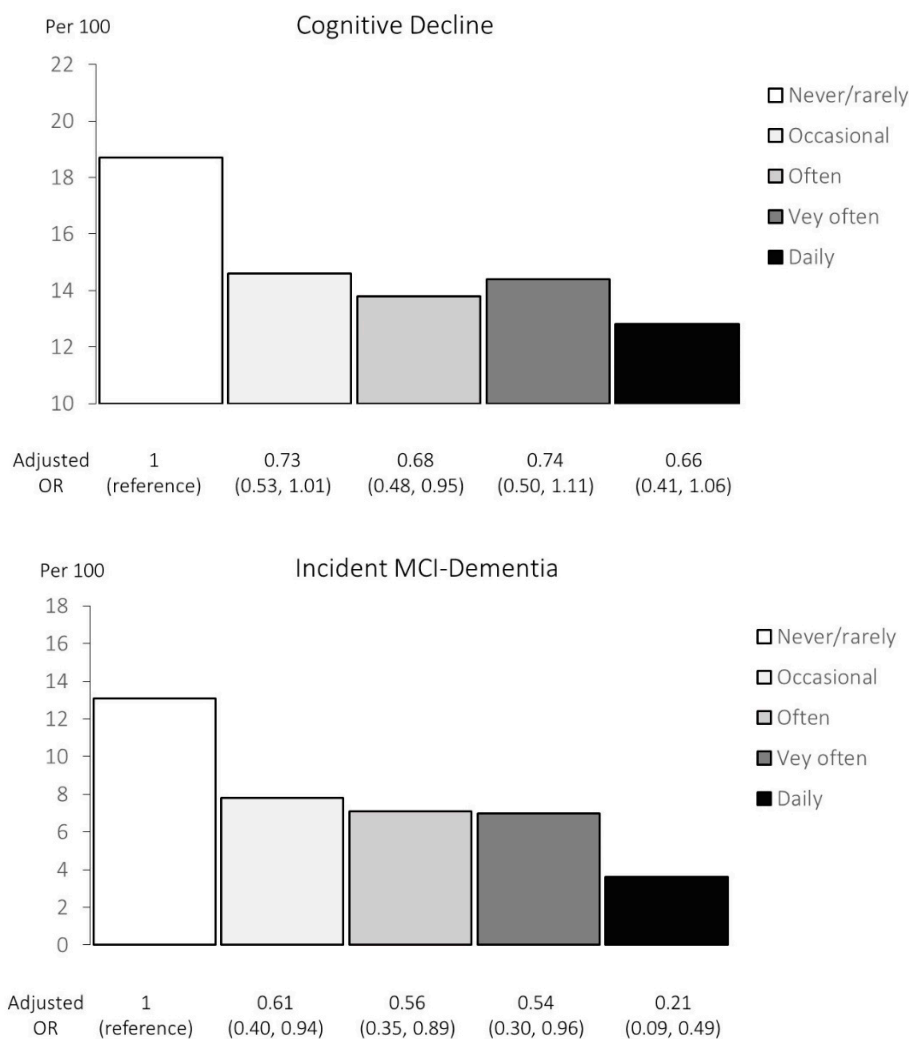 Per 100
Cognitive Decline
22
20
18
16
14
12
10
Never/rarely
Occasional
Often
Vey often
Daily
Adjusted OR
1 (reference)
0.73 (0.53, 1.01)
0.68 (0.48, 0.95)
0.74 (0.50, 1.11)
0.66 (0.41, 1.06)
Per 100
Incident MCI-Dementia
18
16
14
12
10
8
6
4
2
0
Never/rarely
Occasional
Often
Vey often
Daily
Adjusted OR
1 (reference)
0.61 (0.40, 0.94)
0.56 (0.35, 0.89)
0.54 (0.30, 0.96)
0.21 (0.09, 0.49)